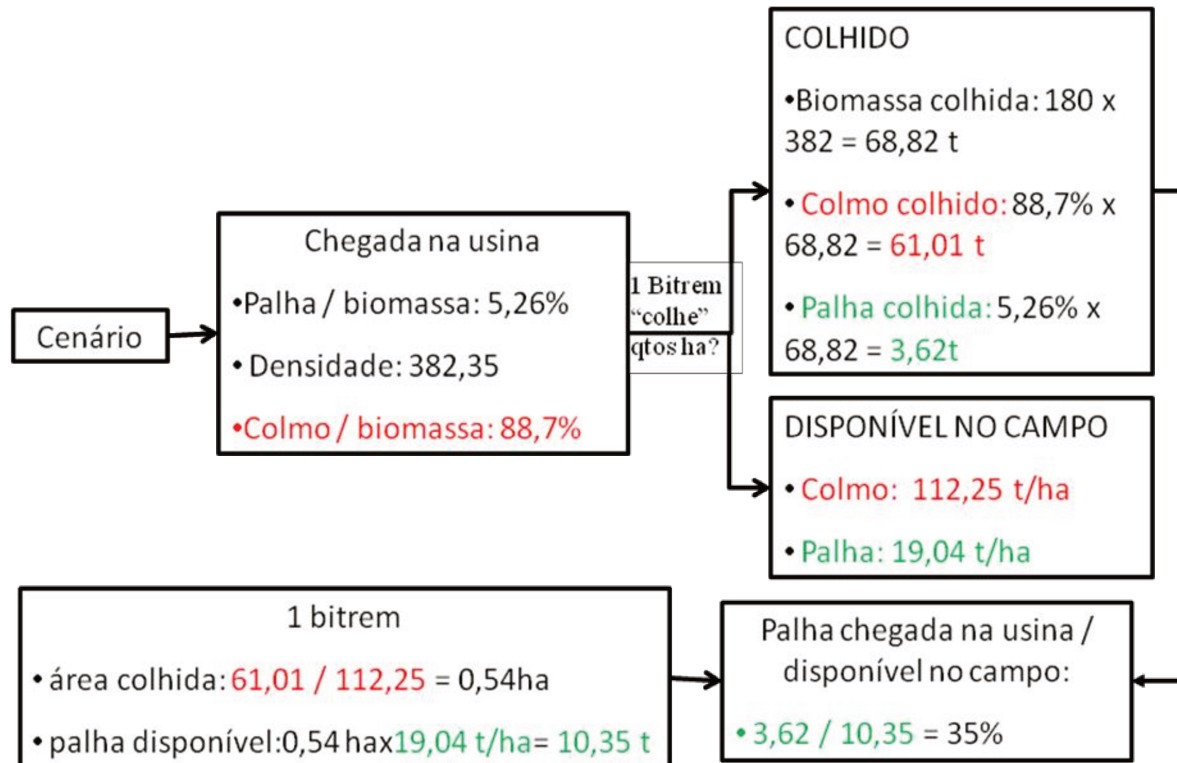 Cenário
Chegada na usina
•Palha / biomassa: 5,26%
• Densidade: 382,35
•Colmo / biomassa: 88,7%
1 Bitrem
“colhe”
qtos ha?
COLHIDO
•Biomassa colhida: 180 x
382 = 68,82 t
• Colmo colhido: 88,7% x
68,82 = 61,01 t
• Palha colhida: 5,26% x
68,82 = 3,62t
DISPONÍVEL NO CAMPO
• Colmo: 112,25 t/ha
• Palha: 19,04 t/ha
1 bitrem
• área colhida: 61,01 / 112,25 = 0,54ha
• palha disponível:0,54 hax19,04 t/ha= 10,35 t
Palha chegada na usina /
disponível no campo:
• 3,62 / 10,35 = 35%